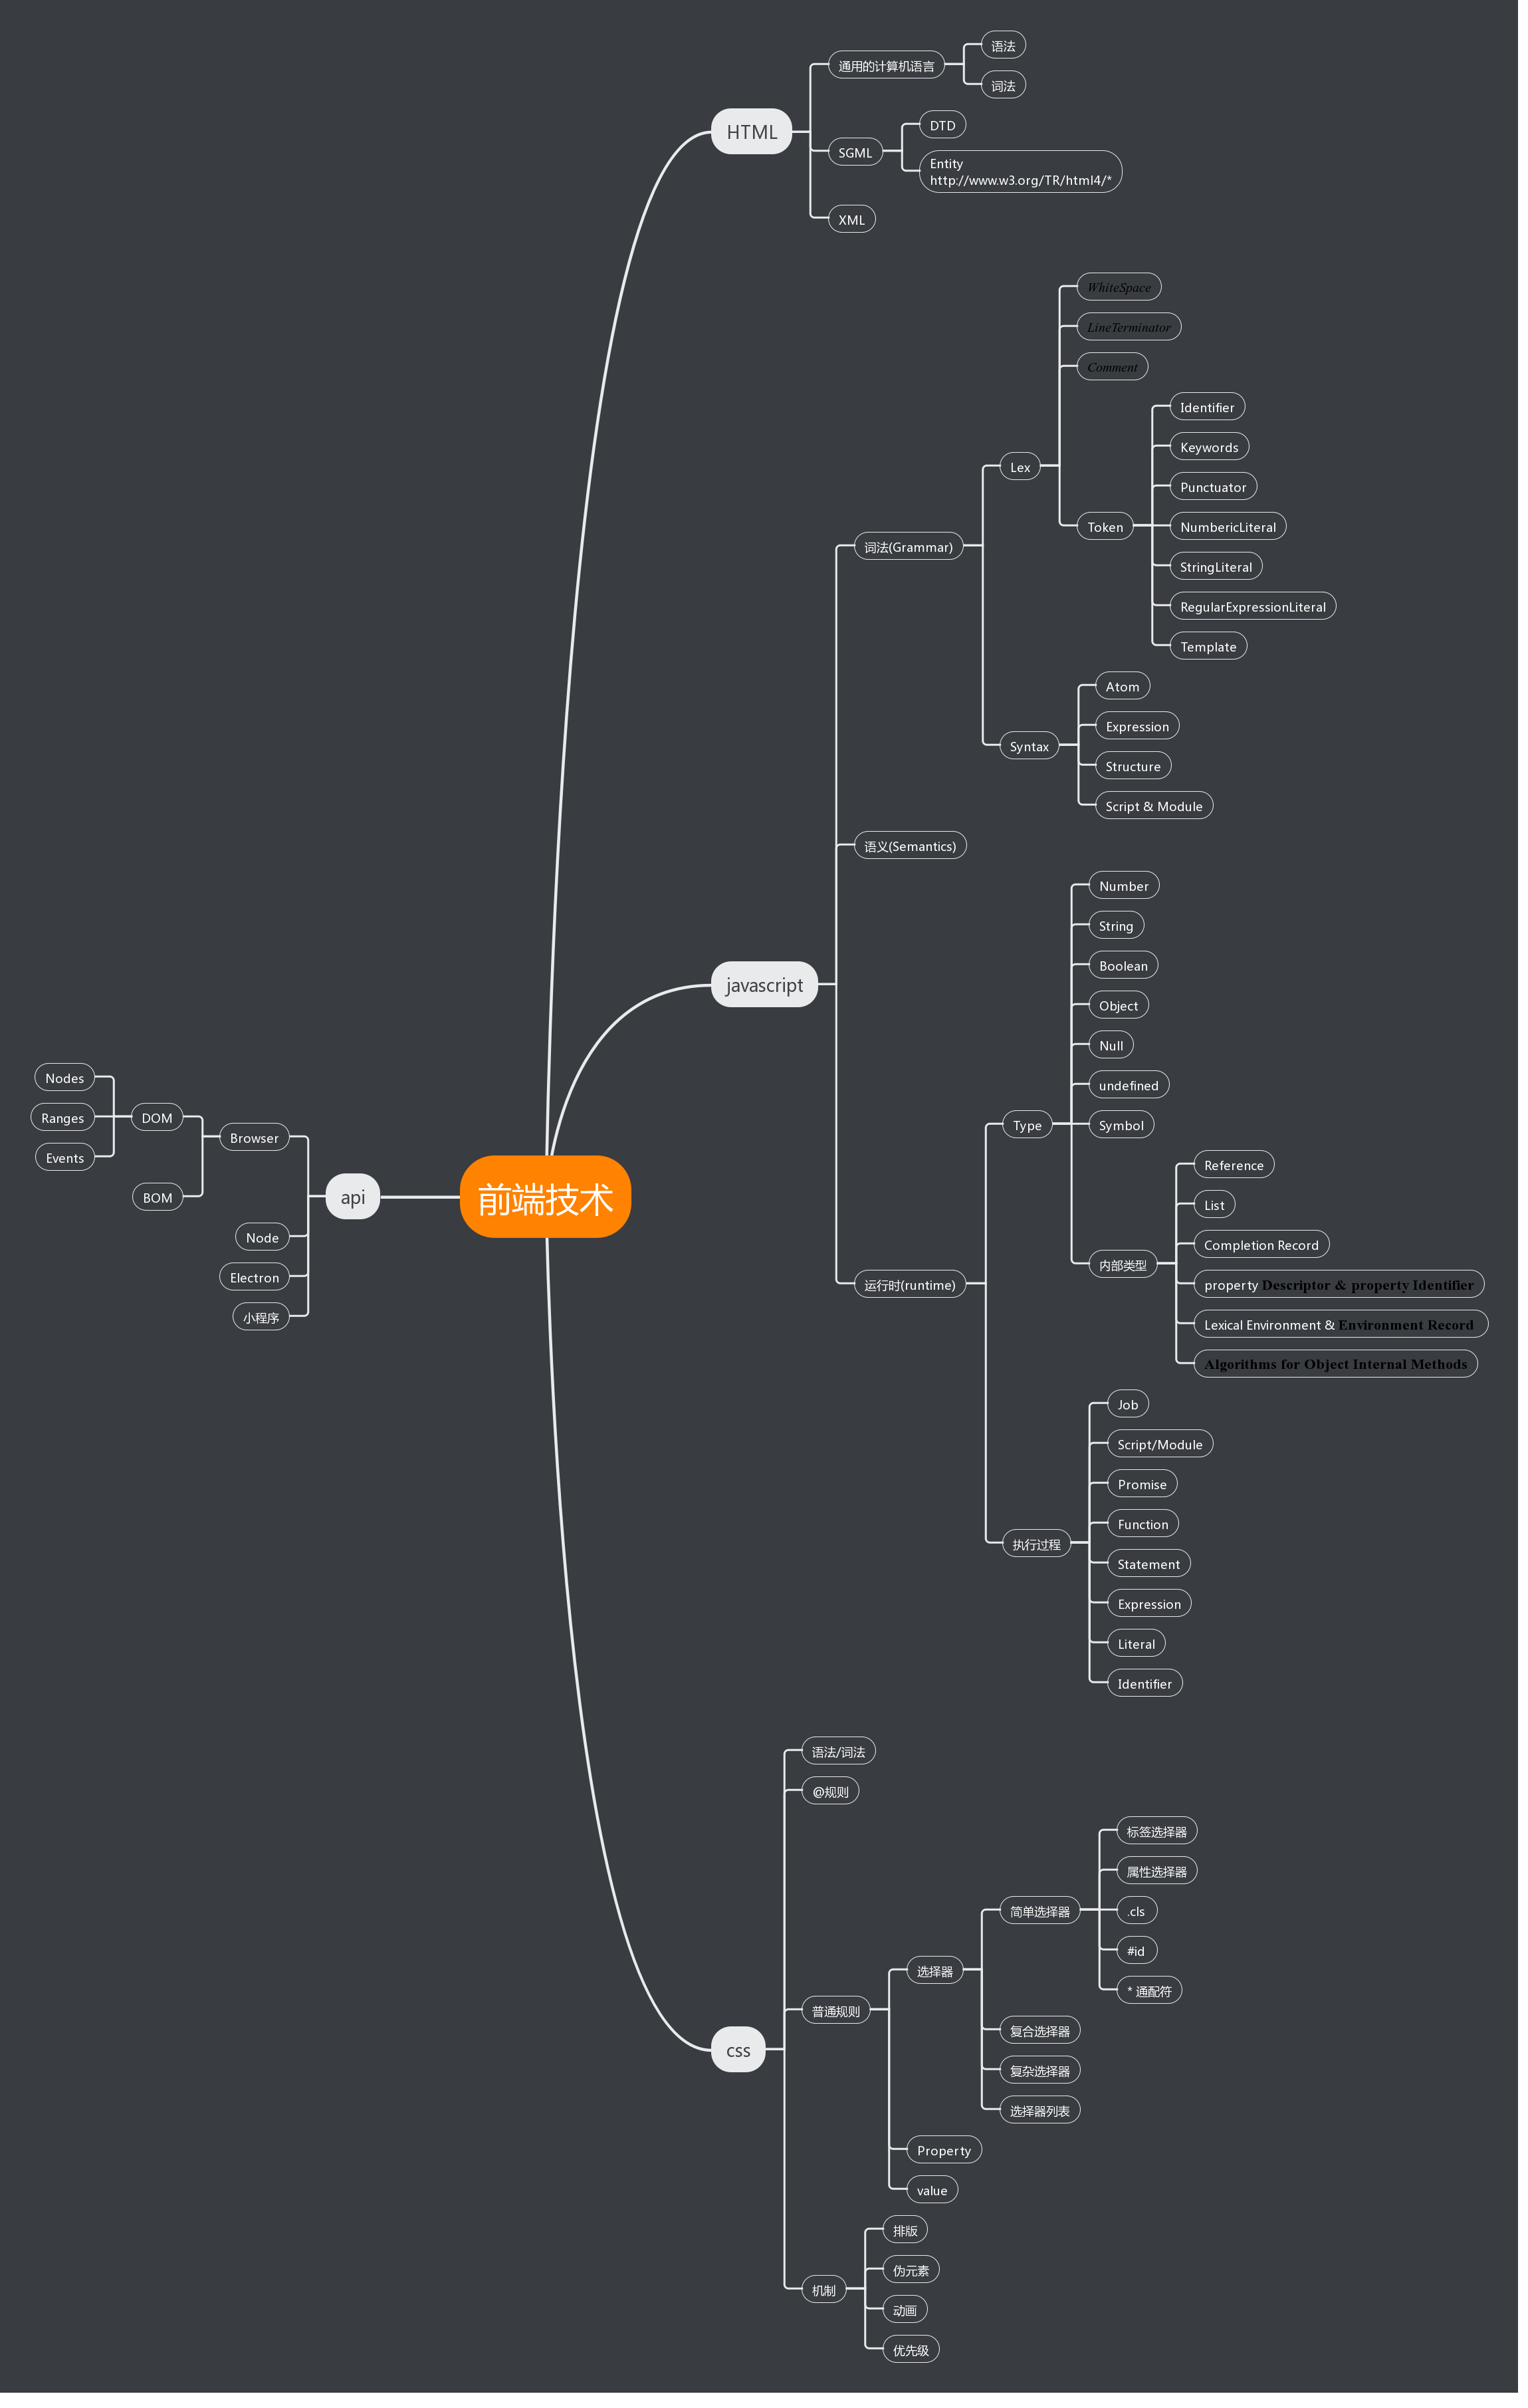 前端技术
HTML
通用的计算机语言
语法
词法
SGML
DTD
Entity
http://www.w3.org/TR/html4/*
XML
javascript
词法(Grammar)
Lex
WhiteSpace
LineTerminator
Comment
Token
Identifier
Keywords
Punctuator
NumbericLiteral
StringLiteral
RegularExpressionLiteral
Template
Syntax
Atom
Expression
Structure
Script & Module
语义(Semantics)
运行时(runtime)
Type
Number
String
Boolean
Object
Null
undefined
Symbol
内部类型
Reference
List
Completion Record
property Descriptor & property Identifier
Lexical Environment & Environment Record
Algorithms for Object Internal Methods
执行过程
Job
Script/Module
Promise
Function
Statement
Expression
Literal
Identifier
css
语法/词法
@规则
普通规则
选择器
简单选择器
标签选择器
属性选择器
.cls
#id
* 通配符
复合选择器
复杂选择器
选择器列表
Property
value
机制
排版
伪元素
动画
优先级
api
Browser
DOM
Nodes
Ranges
Events
BOM
Node
Electron
小程序